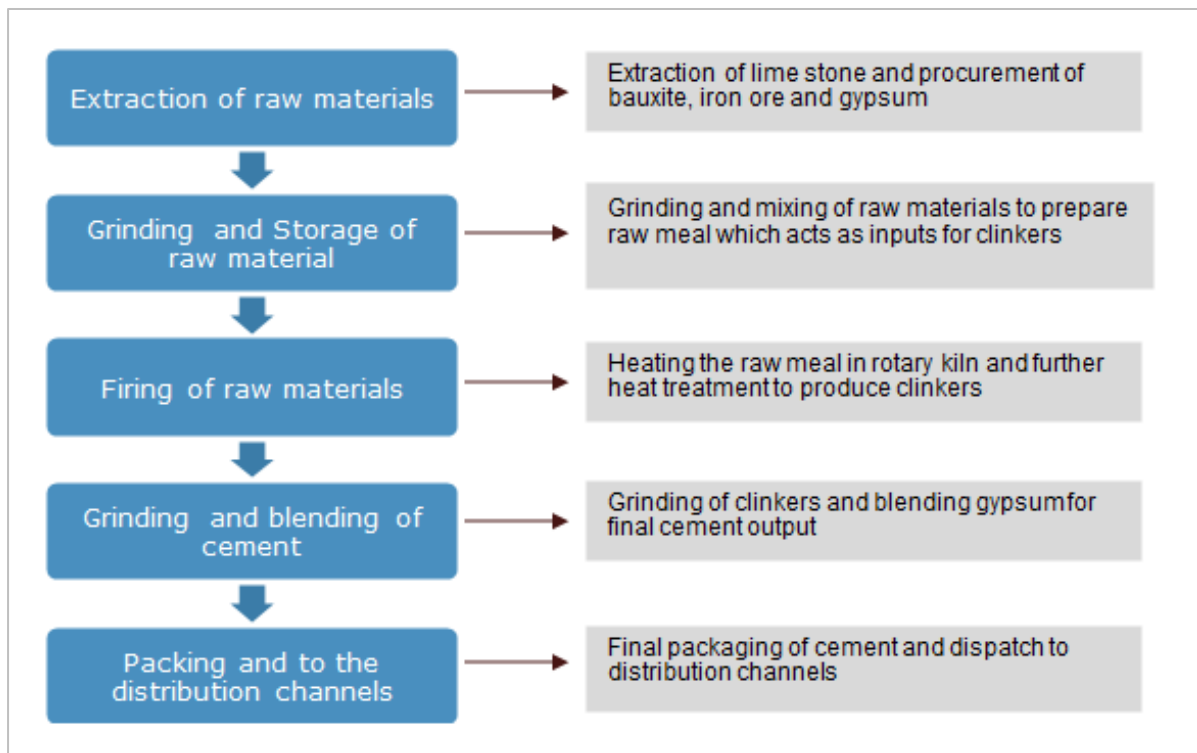 Extraction of raw materials
Extraction of lime stone and procurement of
bauxite, iron ore and gypsum
Grinding and Storage of
raw material
Grinding and mixing of raw materials to prepare
raw meal which acts as inputs for clinkers
Firing of raw materials
Heating the raw meal in rotary kiln and further
heat treatment to produce clinkers
Grinding and blending of
cement
Grinding of clinkers and blending gypsum for
final cement output
Packing and to the
distribution channels
Final packaging of cement and dispatch to
distribution channels